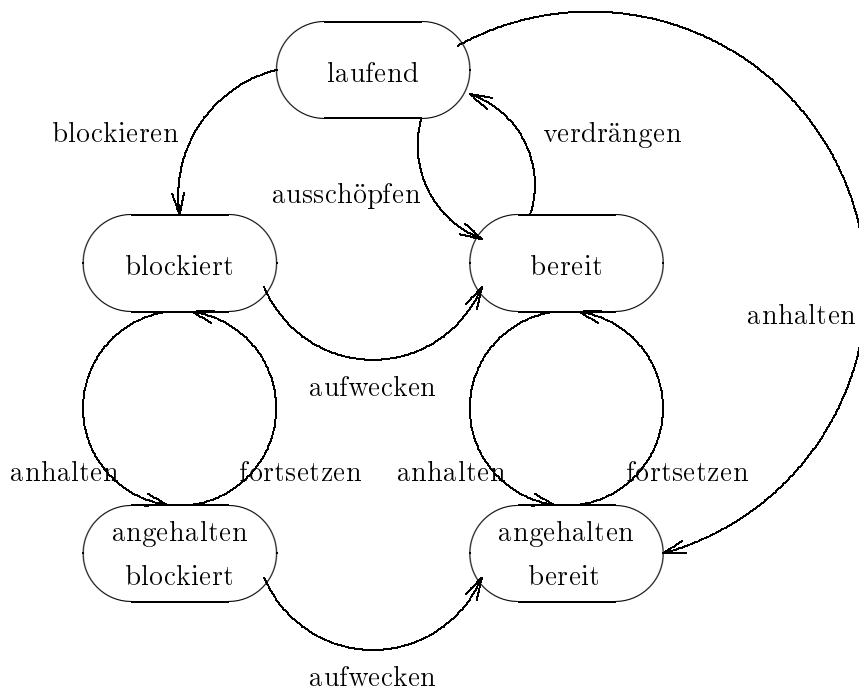 laufend
blockieren
verdrängen
ausschöpfen
blockiert
bereit
anhalten
aufwecken
anhalten
fortsetzen
anhalten
fortsetzen
angehalten
blockiert
angehalten
bereit
aufwecken